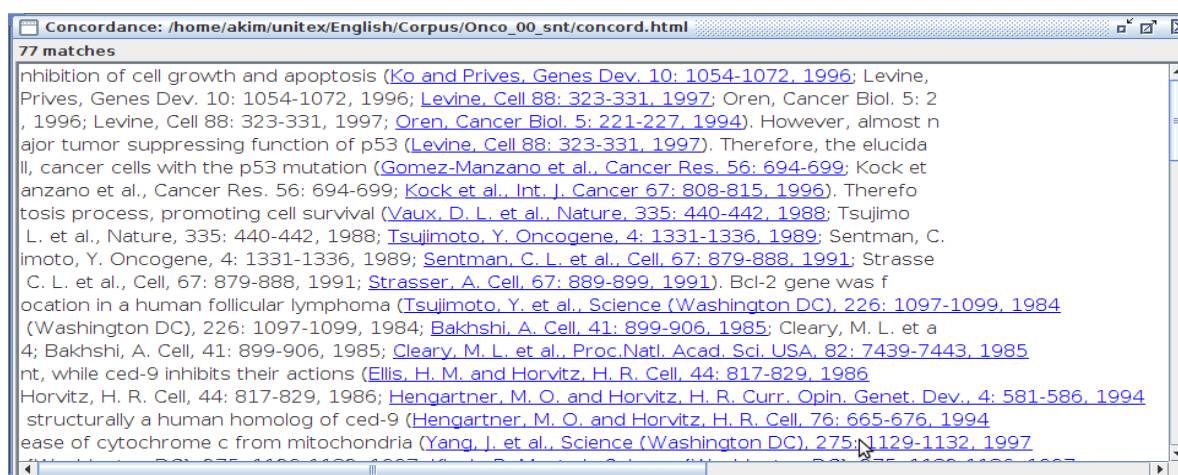 Concordance: /home/akim/unitex/English/Corpus/Onco_00_snt/concord.html
77 matches
nhibition of cell growth and apoptosis (Ko and Prives, Genes Dev. 10: 1054-1072, 1996; Levine,
Prives, Genes Dev. 10: 1054-1072, 1996; Levine, Cell 88: 323-331, 1997; Oren, Cancer Biol. 5: 2
, 1996; Levine, Cell 88: 323-331, 1997; Oren, Cancer Biol. 5: 221-227, 1994). However, almost n
ajor tumor suppressing function of p53 (Levine, Cell 88: 323-331, 1997). Therefore, the elucida
ll, cancer cells with the p53 mutation (Gomez-Manzano et al., Cancer Res. 56: 694-699; Kock et
anzano et al., Cancer Res. 56: 694-699; Kock et al., Int. J. Cancer 67: 808-815, 1996). Therefo
tosis process, promoting cell survival (Vaux, D. L. et al., Nature, 335: 440-442, 1988; Tsujimo
L. et al., Nature, 335: 440-442, 1988; Tsujimoto, Y. Oncogene, 4: 1331-1336, 1989; Sentman, C.
imoto, Y. Oncogene, 4: 1331-1336, 1989; Sentman, C. L. et al., Cell, 67: 879-888, 1991; Strasse
C. L. et al., Cell, 67: 879-888, 1991; Strasser, A. Cell, 67: 889-899, 1991). Bcl-2 gene was f
ocation in a human follicular lymphoma (Tsujimoto, Y. et al., Science (Washington DC), 226: 1097-1099, 1984
(Washington DC), 226: 1097-1099, 1984; Bakhshi, A. Cell, 41: 899-906, 1985; Cleary, M. L. et a
4; Bakhshi, A. Cell, 41: 899-906, 1985; Cleary, M. L. et al., Proc.Natl. Acad. Sci. USA, 82: 7439-7443, 1985
nt, while ced-9 inhibits their actions (Ellis, H. M. and Horvitz, H. R. Cell, 44: 817-829, 1986
Horvitz, H. R. Cell, 44: 817-829, 1986; Hengartner, M. O. and Horvitz, H. R. Curr. Opin. Genet. Dev., 4: 581-586, 1994
structurally a human homolog of ced-9 (Hengartner, M. O. and Horvitz, H. R. Cell, 76: 665-676, 1994
ease of cytochrome c from mitochondria (Yang, J. et al., Science (Washington DC), 275: 1129-1132, 1997